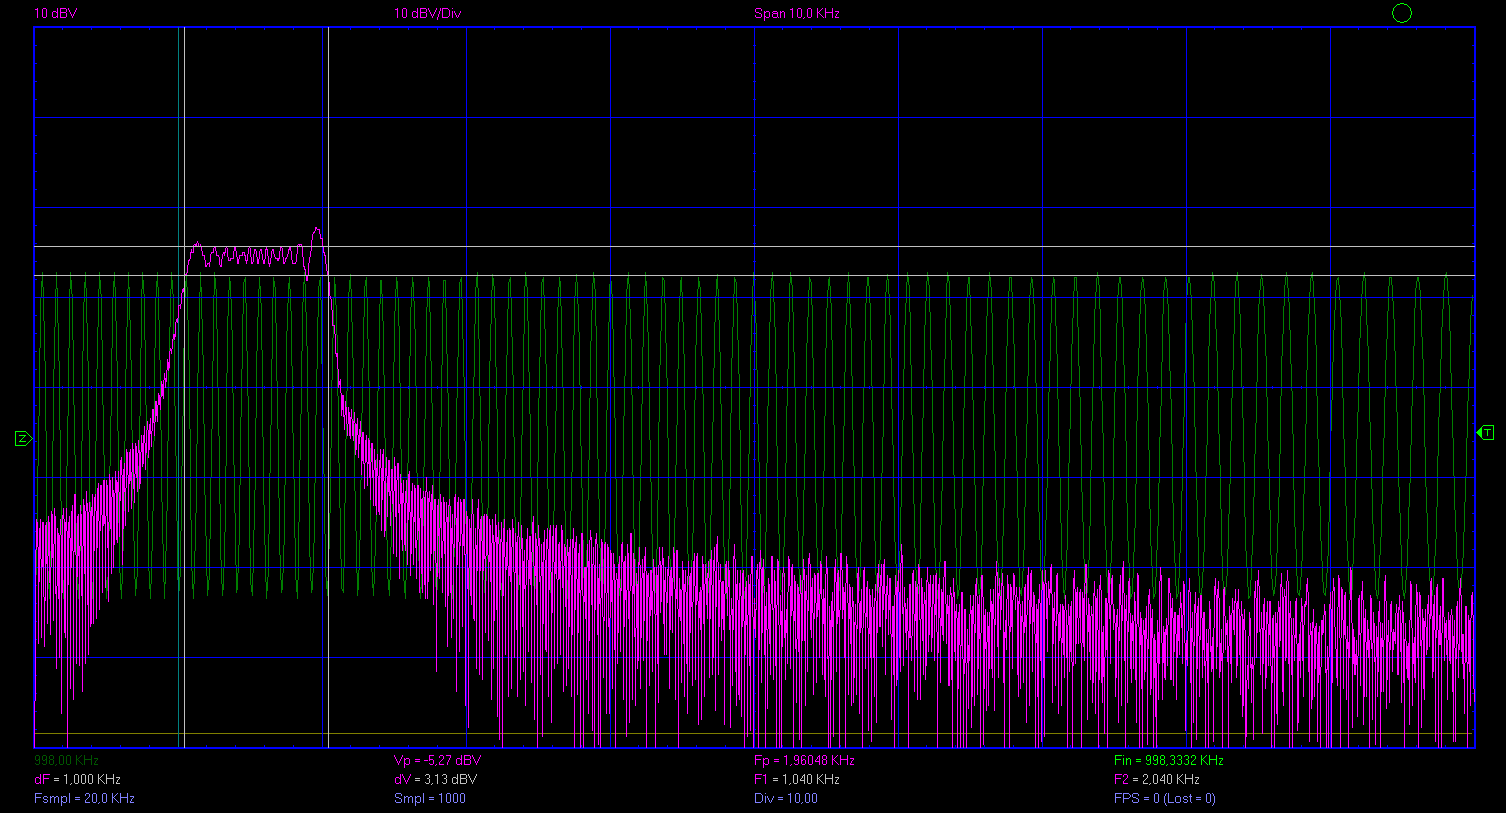 10 dBV 10 dBV/Div Span 10,0 KHz
Z T
998,00 KHz Vp = -5,27 dBV Fp = 1,96048 KHz Fin = 998,3332 KHz
dF = 1,000 KHz dV = 3,13 dBV F1 = 1,040 KHz F2 = 2,040 KHz
Fsmpl = 20,0 KHz Smpl = 1000 Div = 10,00 FPS = 0 (Lost = 0)